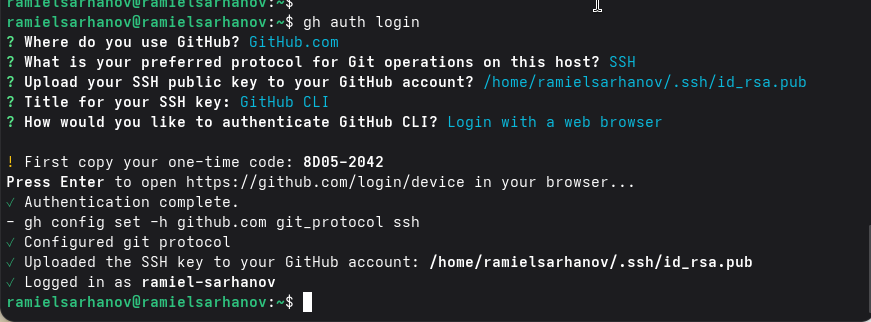 ramielsarhanov@ramielsarhanov:~$
ramielsarhanov@ramielsarhanov:~$ gh auth login
? Where do you use GitHub? GitHub.com
? What is your preferred protocol for Git operations on this host? SSH
? Upload your SSH public key to your GitHub account? /home/ramielsarhanov/.ssh/id_rsa.pub
? Title for your SSH key: GitHub CLI
? How would you like to authenticate GitHub CLI? Login with a web browser
! First copy your one-time code: 8D05-2042
Press Enter to open https://github.com/login/device in your browser...
✓ Authentication complete.
- gh config set -h github.com git_protocol ssh
✓ Configured git protocol
✓ Uploaded the SSH key to your GitHub account: /home/ramielsarhanov/.ssh/id_rsa.pub
✓ Logged in as ramiel-sarhanov
ramielsarhanov@ramielsarhanov:~$